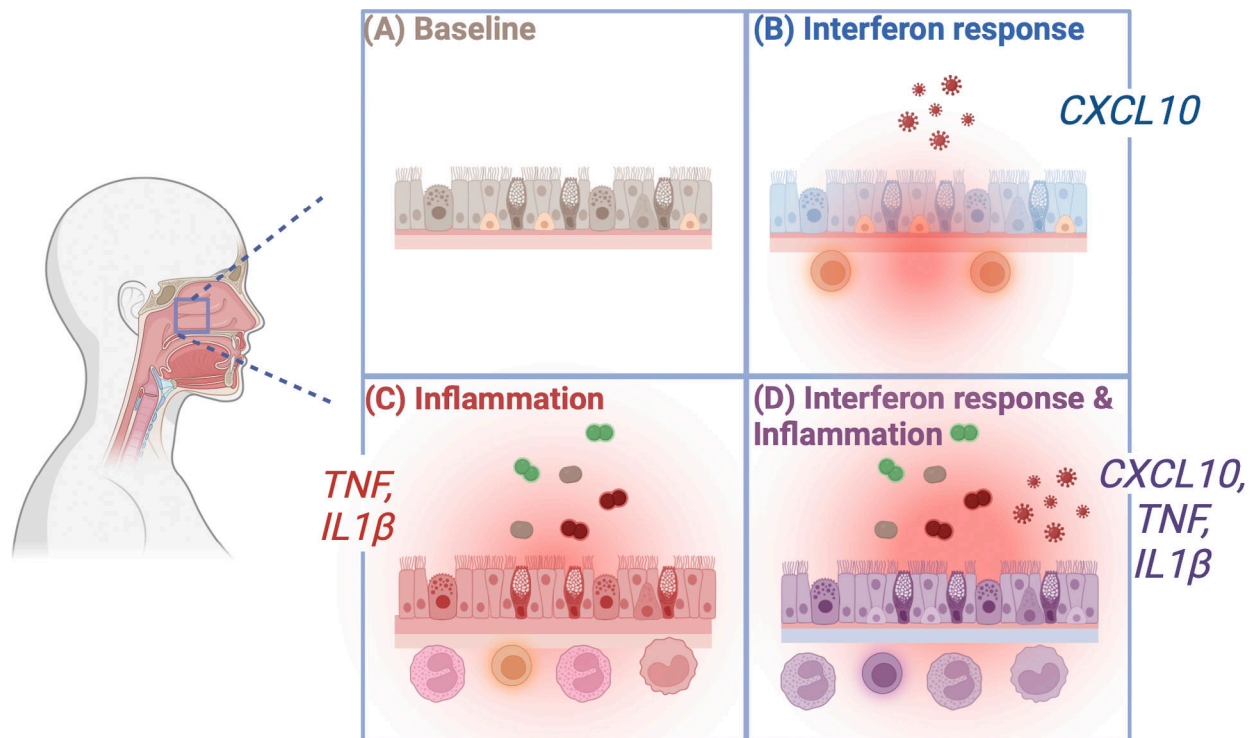 (A) Baseline
(B) Interferon response
CXCL10
(C) Inflammation
TNF,
IL1β
(D) Interferon response &
Inflammation
CXCL10,
TNF,
IL1β